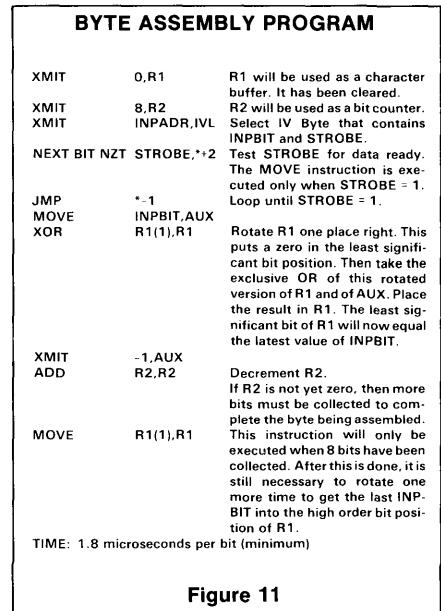 BYTE ASSEMBLY PROGRAM
XMIT 0,R1 R1 will be used as a character
buffer. It has been cleared.
XMIT 8,R2 R2 will be used as a bit counter.
XMIT INPADR,IVL Select IV Byte that contains
INPBIT and STROBE.
NEXT BIT NZT STROBE,*+2 Test STROBE for data ready.
The MOVE instruction is exe-
cuted only when STROBE = 1.
JMP *-1 Loop until STROBE = 1.
MOVE INPBIT,AUX
XOR R1(1),R1 Rotate R1 one place right. This
puts a zero in the least signifi-
cant bit position. Then take the
exclusive OR of this rotated
version of R1 and of AUX. Place
the result in R1. The least sig-
nificant bit of R1 will now equal
the latest value of INPBIT.
XMIT -1,AUX
ADD R2,R2 Decrement R2.
If R2 is not yet zero, then more
bits must be collected to com-
plete the byte being assembled.
MOVE R1(1),R1 This instruction will only be
executed when 8 bits have been
collected. After this is done, it is
still necessary to rotate one
more time to get the last INP-
BIT into the high order bit posi-
tion of R1.
TIME: 1.8 microseconds per bit (minimum)
Figure 11